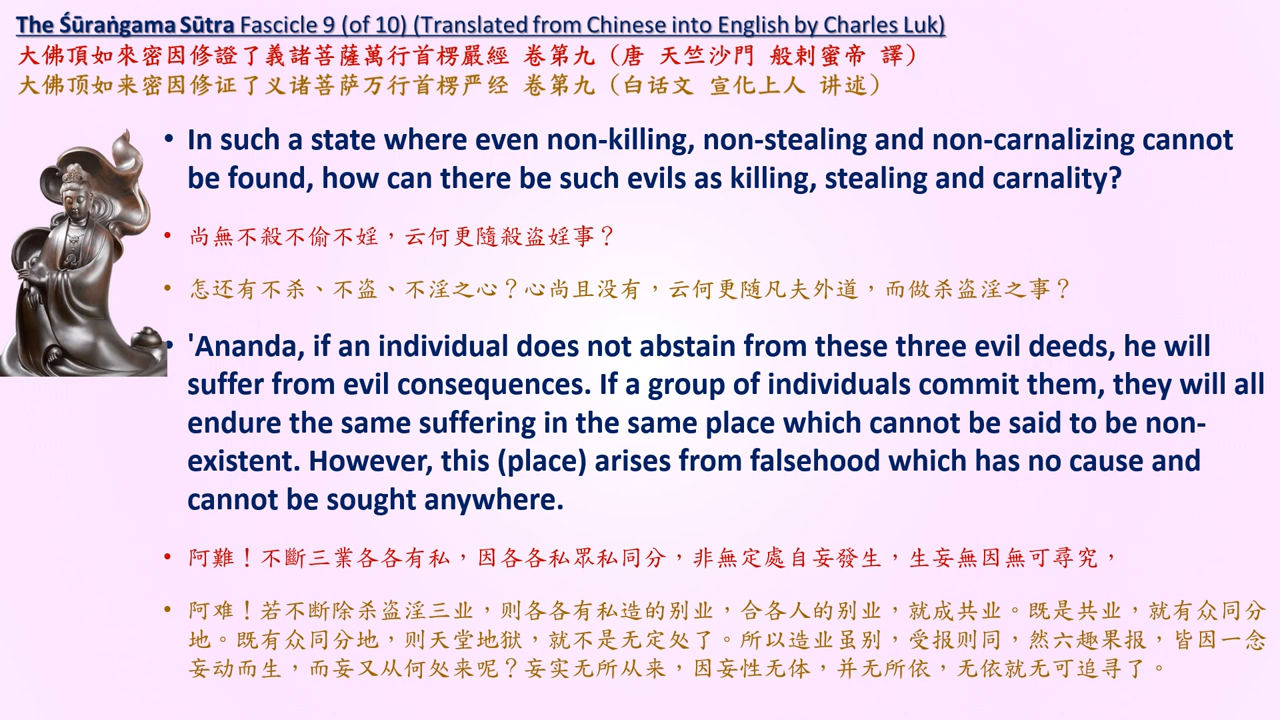 The Śūraṅgama Sūtra Fascicle 9 (of 10) (Translated from Chinese into English by Charles Luk)
大佛頂如來密因修證了義諸菩薩萬行首楞嚴經 卷第九（唐 天竺沙門 般剌蜜帝 譯）
大佛顶如来密因修证了义诸菩萨万行首楞严经 卷第九（白话文 宣化上人 讲述）
• In such a state where even non-killing, non-stealing and non-carnalizing cannot
be found, how can there be such evils as killing, stealing and carnality?
• 尚無不殺不偷不婬，云何更隨殺盜婬事？
• 怎还有不杀、不盗、不淫之心？心尚且没有，云何更随凡夫外道，而做杀盗淫之事？
• 'Ananda, if an individual does not abstain from these three evil deeds, he will
suffer from evil consequences. If a group of individuals commit them, they will all
endure the same suffering in the same place which cannot be said to be non-
existent. However, this (place) arises from falsehood which has no cause and
cannot be sought anywhere.
• 阿難！不斷三業各各有私，因各各私眾私同分，非無定處自妄發生，生妄無因無可尋究，
• 阿难！若不断除杀盗淫三业，则各各有私造的别业，合各人的别业，就成共业。既是共业，就有众同分
地。既有众同分地，则天堂地狱，就不是无定处了。所以造业虽别，受报则同，然六趣果报，皆因一念
妄动而生，而妄又从何处来呢？妄实无所从来，因妄性无体，并无所依，无依就无可追寻了。